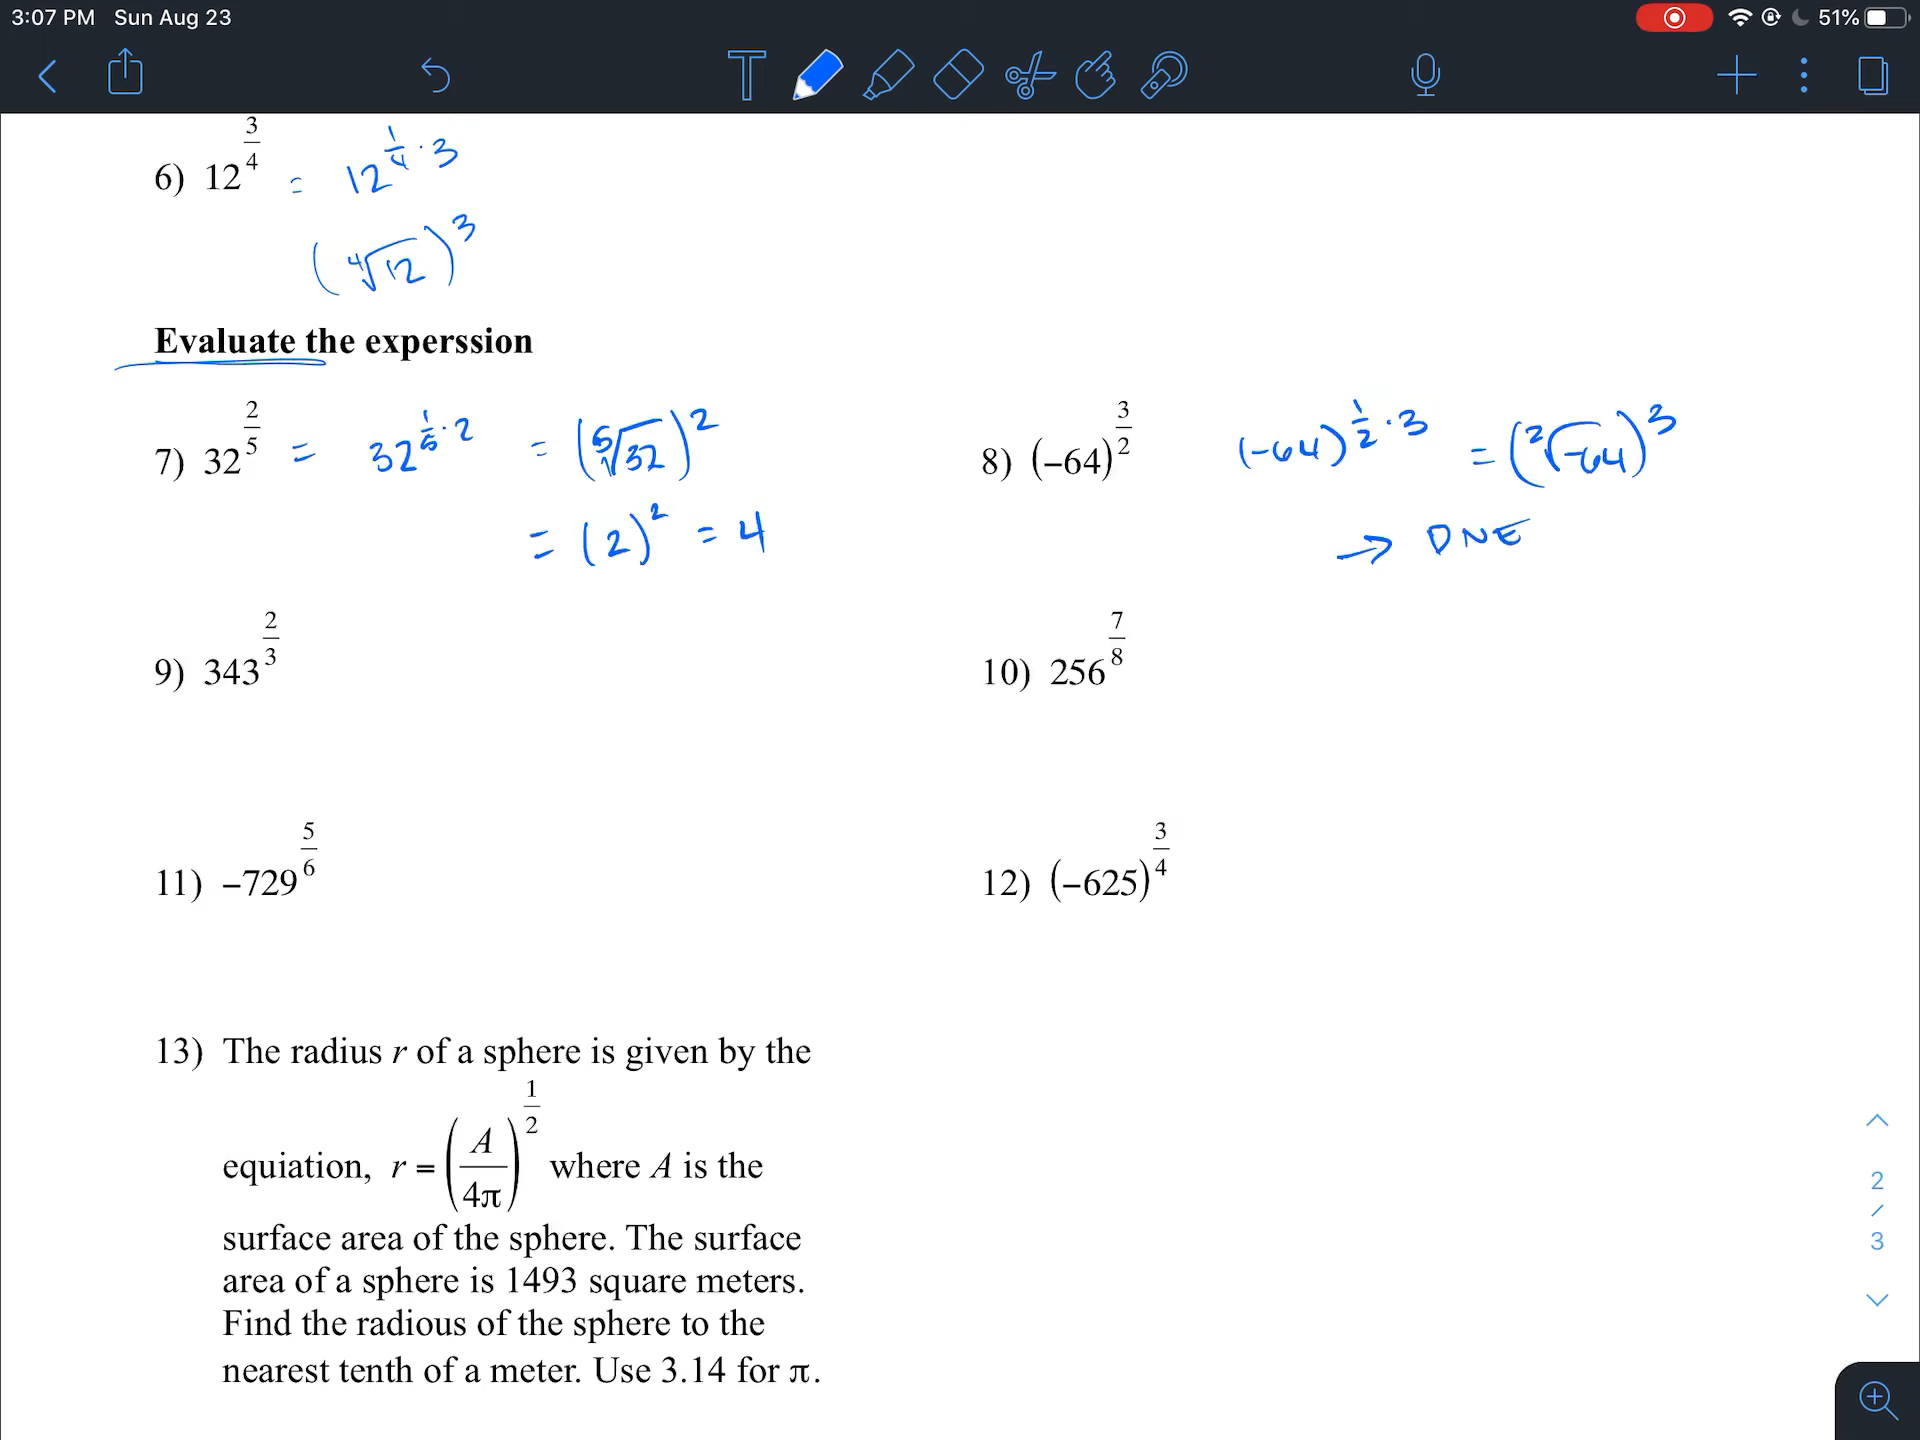 3:07 PM Sun Aug 23
51%
6) 12^(3/4) = 12^(1/4 · 3)
(⁴√12)^3
Evaluate the experssion
7) 32^(2/5) = 32^(1/5 · 2) = (⁵√32)^2
= (2)^2 = 4
8) (−64)^(3/2) (-64)^(1/2 · 3) = (²√-64)^3
→ DNE
9) 343^(2/3)
10) 256^(7/8)
11) −729^(5/6)
12) (−625)^(3/4)
13) The radius r of a sphere is given by the
equiation, r = (A/4π)^(1/2) where A is the
surface area of the sphere. The surface
area of a sphere is 1493 square meters.
Find the radious of the sphere to the
nearest tenth of a meter. Use 3.14 for π.
2
/
3